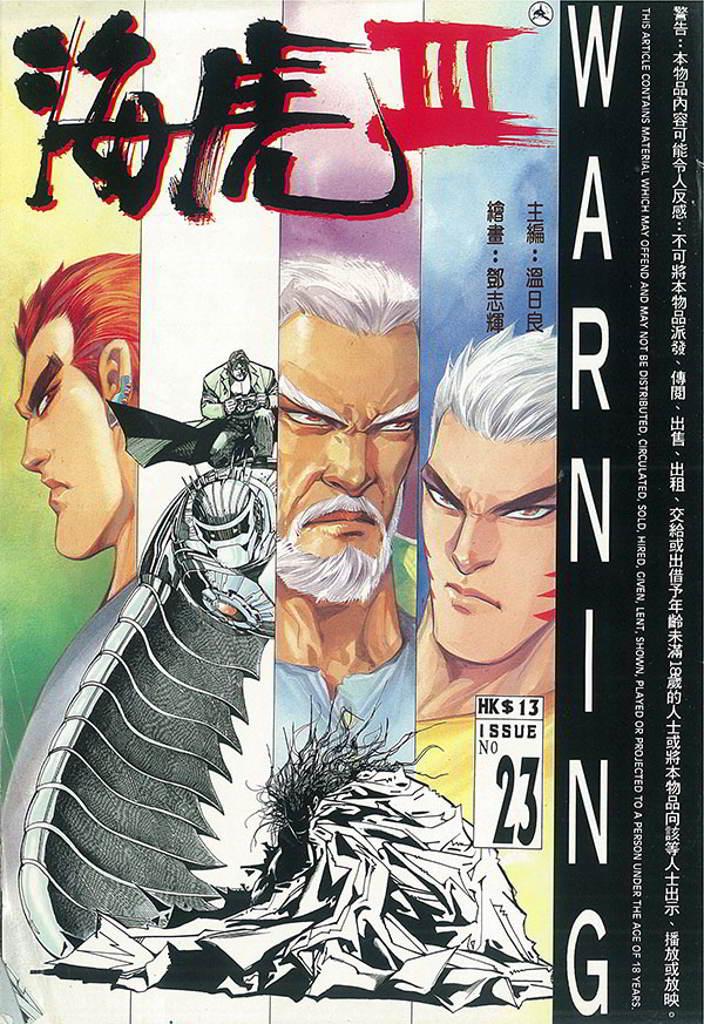 海虎III
主編：溫日良
繪畫：鄧志輝
HK$13
ISSUE
No
23
WARNING
THIS ARTICLE CONTAINS MATERIAL WHICH MAY OFFEND AND MAY NOT BE DISTRIBUTED, CIRCULATED, SOLD, HIRED, GIVEN, LENT, SHOWN, PLAYED OR PROJECTED TO A PERSON UNDER THE AGE OF 18 YEARS.
警告：本物品內容可能令人反感：不可將本物品派發、傳閱、出售、出租、交給或出借予年齡未滿18歲的人士或將本物品向該等人士出示、播放或放映。